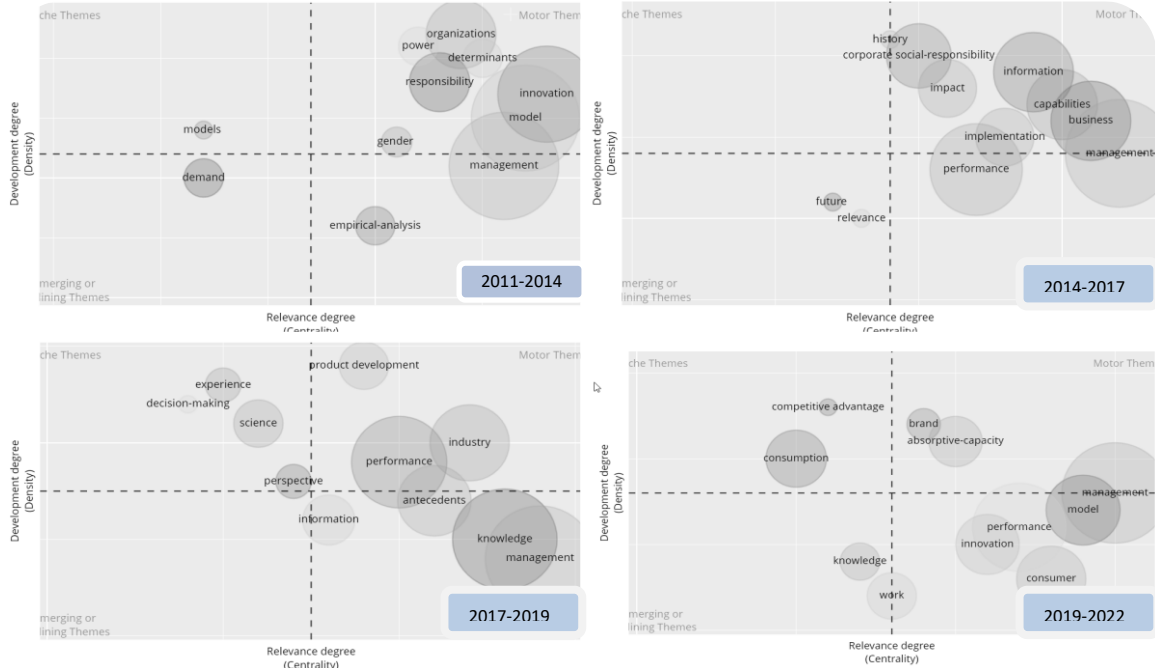 che Themes
organizations
power
determinants
responsibility
innovation
model
models
gender
management
demand
empirical-analysis
merging or
lining Themes
2011-2014
Development degree
(Density)
Relevance degree
(Centrality)
che Themes
Motor Th
history
corporate social-responsibility
information
impact
capabilities
business
implementation
management
performance
future
relevance
merging or
lining Themes
2014-2017
Development degree
(Density)
Relevance degree
(Centrality)
che Themes
Motor Them
product development
experience
decision-making
science
industry
performance
perspective
antecedents
information
knowledge
management
merging or
lining Themes
2017-2019
Development degree
(Density)
Relevance degree
(Centrality)
che Themes
Motor Them
competitive advantage
brand
absorptive-capacity
consumption
management
model
performance
innovation
knowledge
consumer
work
merging or
lining Themes
2019-2022
Development degree
(Density)
Relevance degree
(Centrality)